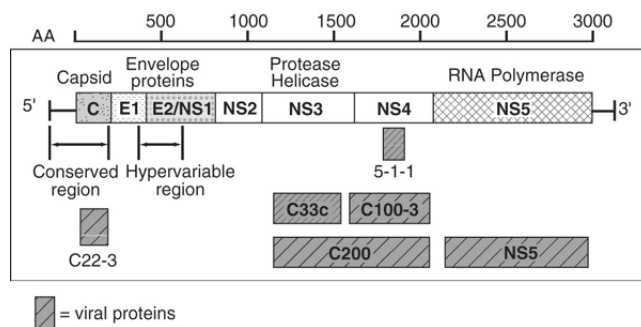 AA 500 1000 1500 2000 2500 3000
Capsid
Envelope
proteins
Protease
Helicase
RNA Polymerase
5' C E1 E2/NS1 NS2 NS3 NS4 NS5 3'
Conserved
region
Hypervariable
region
5-1-1
C33c C100-3
C22-3
C200 NS5
= viral proteins